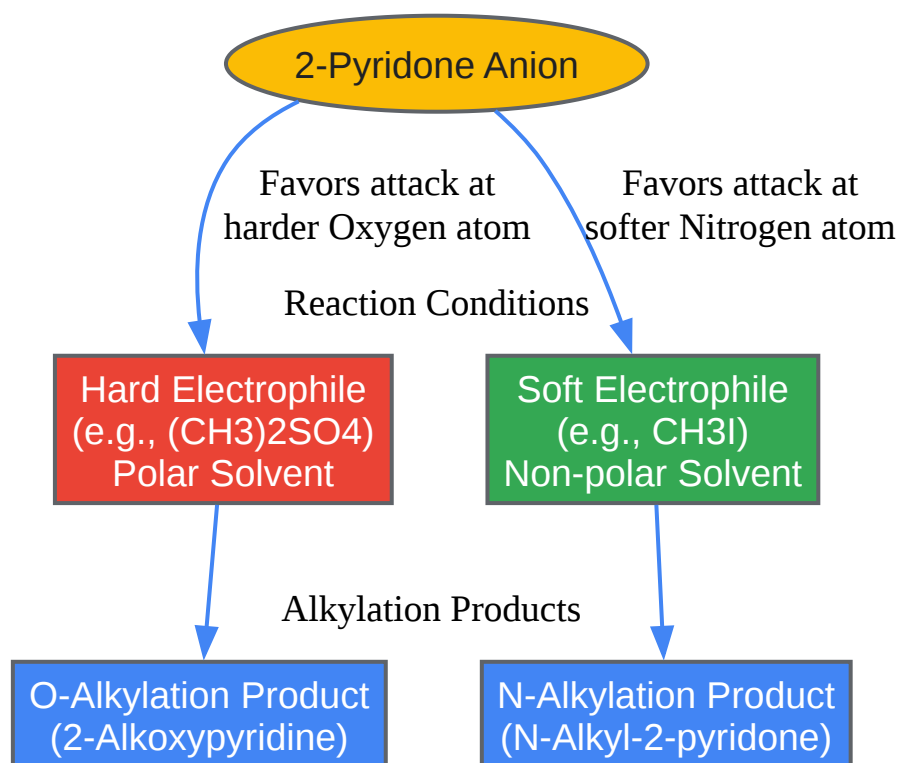 2-Pyridone Anion
Favors attack at
harder Oxygen atom
Favors attack at
softer Nitrogen atom
Reaction Conditions
Hard Electrophile
(e.g., (CH3)2SO4)
Polar Solvent
Soft Electrophile
(e.g., CH3I)
Non-polar Solvent
Alkylation Products
O-Alkylation Product
(2-Alkoxypyridine)
N-Alkylation Product
(N-Alkyl-2-pyridone)